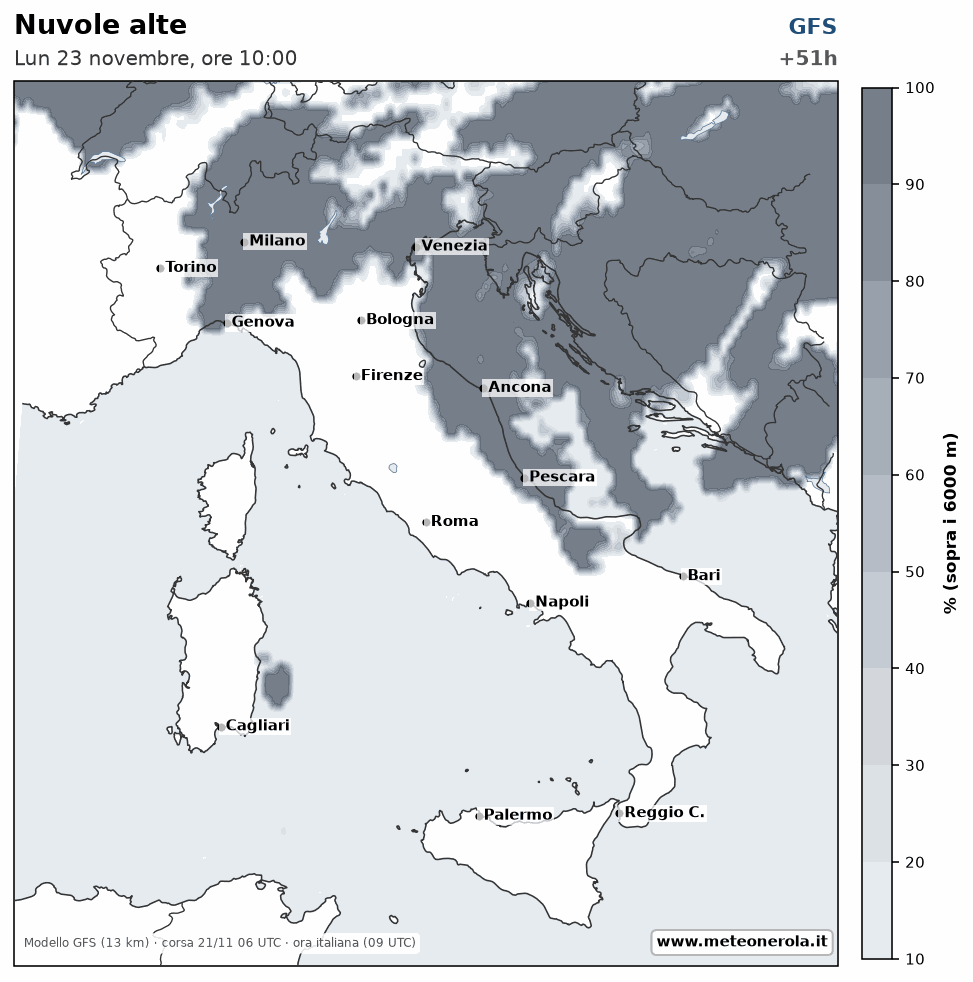 Nuvole alte
GFS
Lun 23 novembre, ore 10:00
+51h
100
90
80
70
60
50
40
30
20
10
% (sopra i 6000 m)
Milano
Venezia
Torino
Genova
Bologna
Firenze
Ancona
Pescara
Roma
Bari
Napoli
Cagliari
Palermo
Reggio C.
Modello GFS (13 km) · corsa 21/11 06 UTC · ora italiana (09 UTC)
www.meteonerola.it